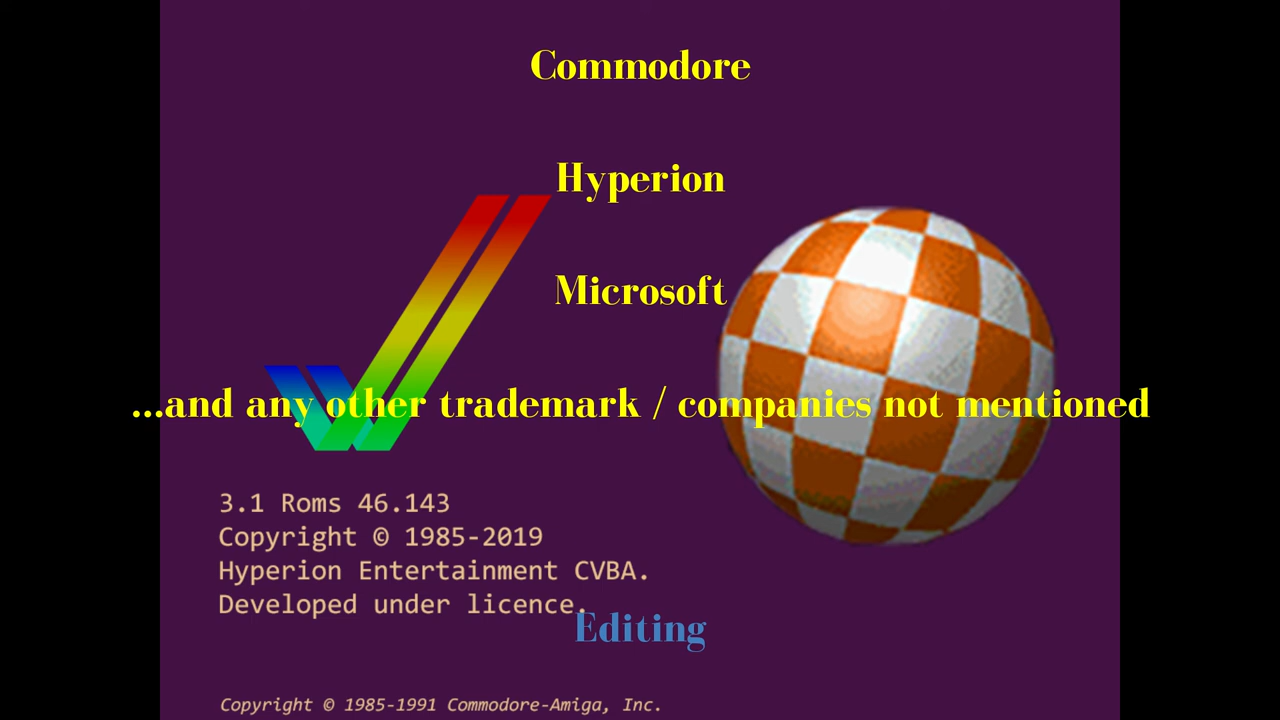 Commodore
Hyperion
Microsoft
...and any other trademark / companies not mentioned
3.1 Roms 46.143
Copyright © 1985-2019
Hyperion Entertainment CVBA.
Developed under licence.
Editing
Copyright © 1985-1991 Commodore-Amiga, Inc.